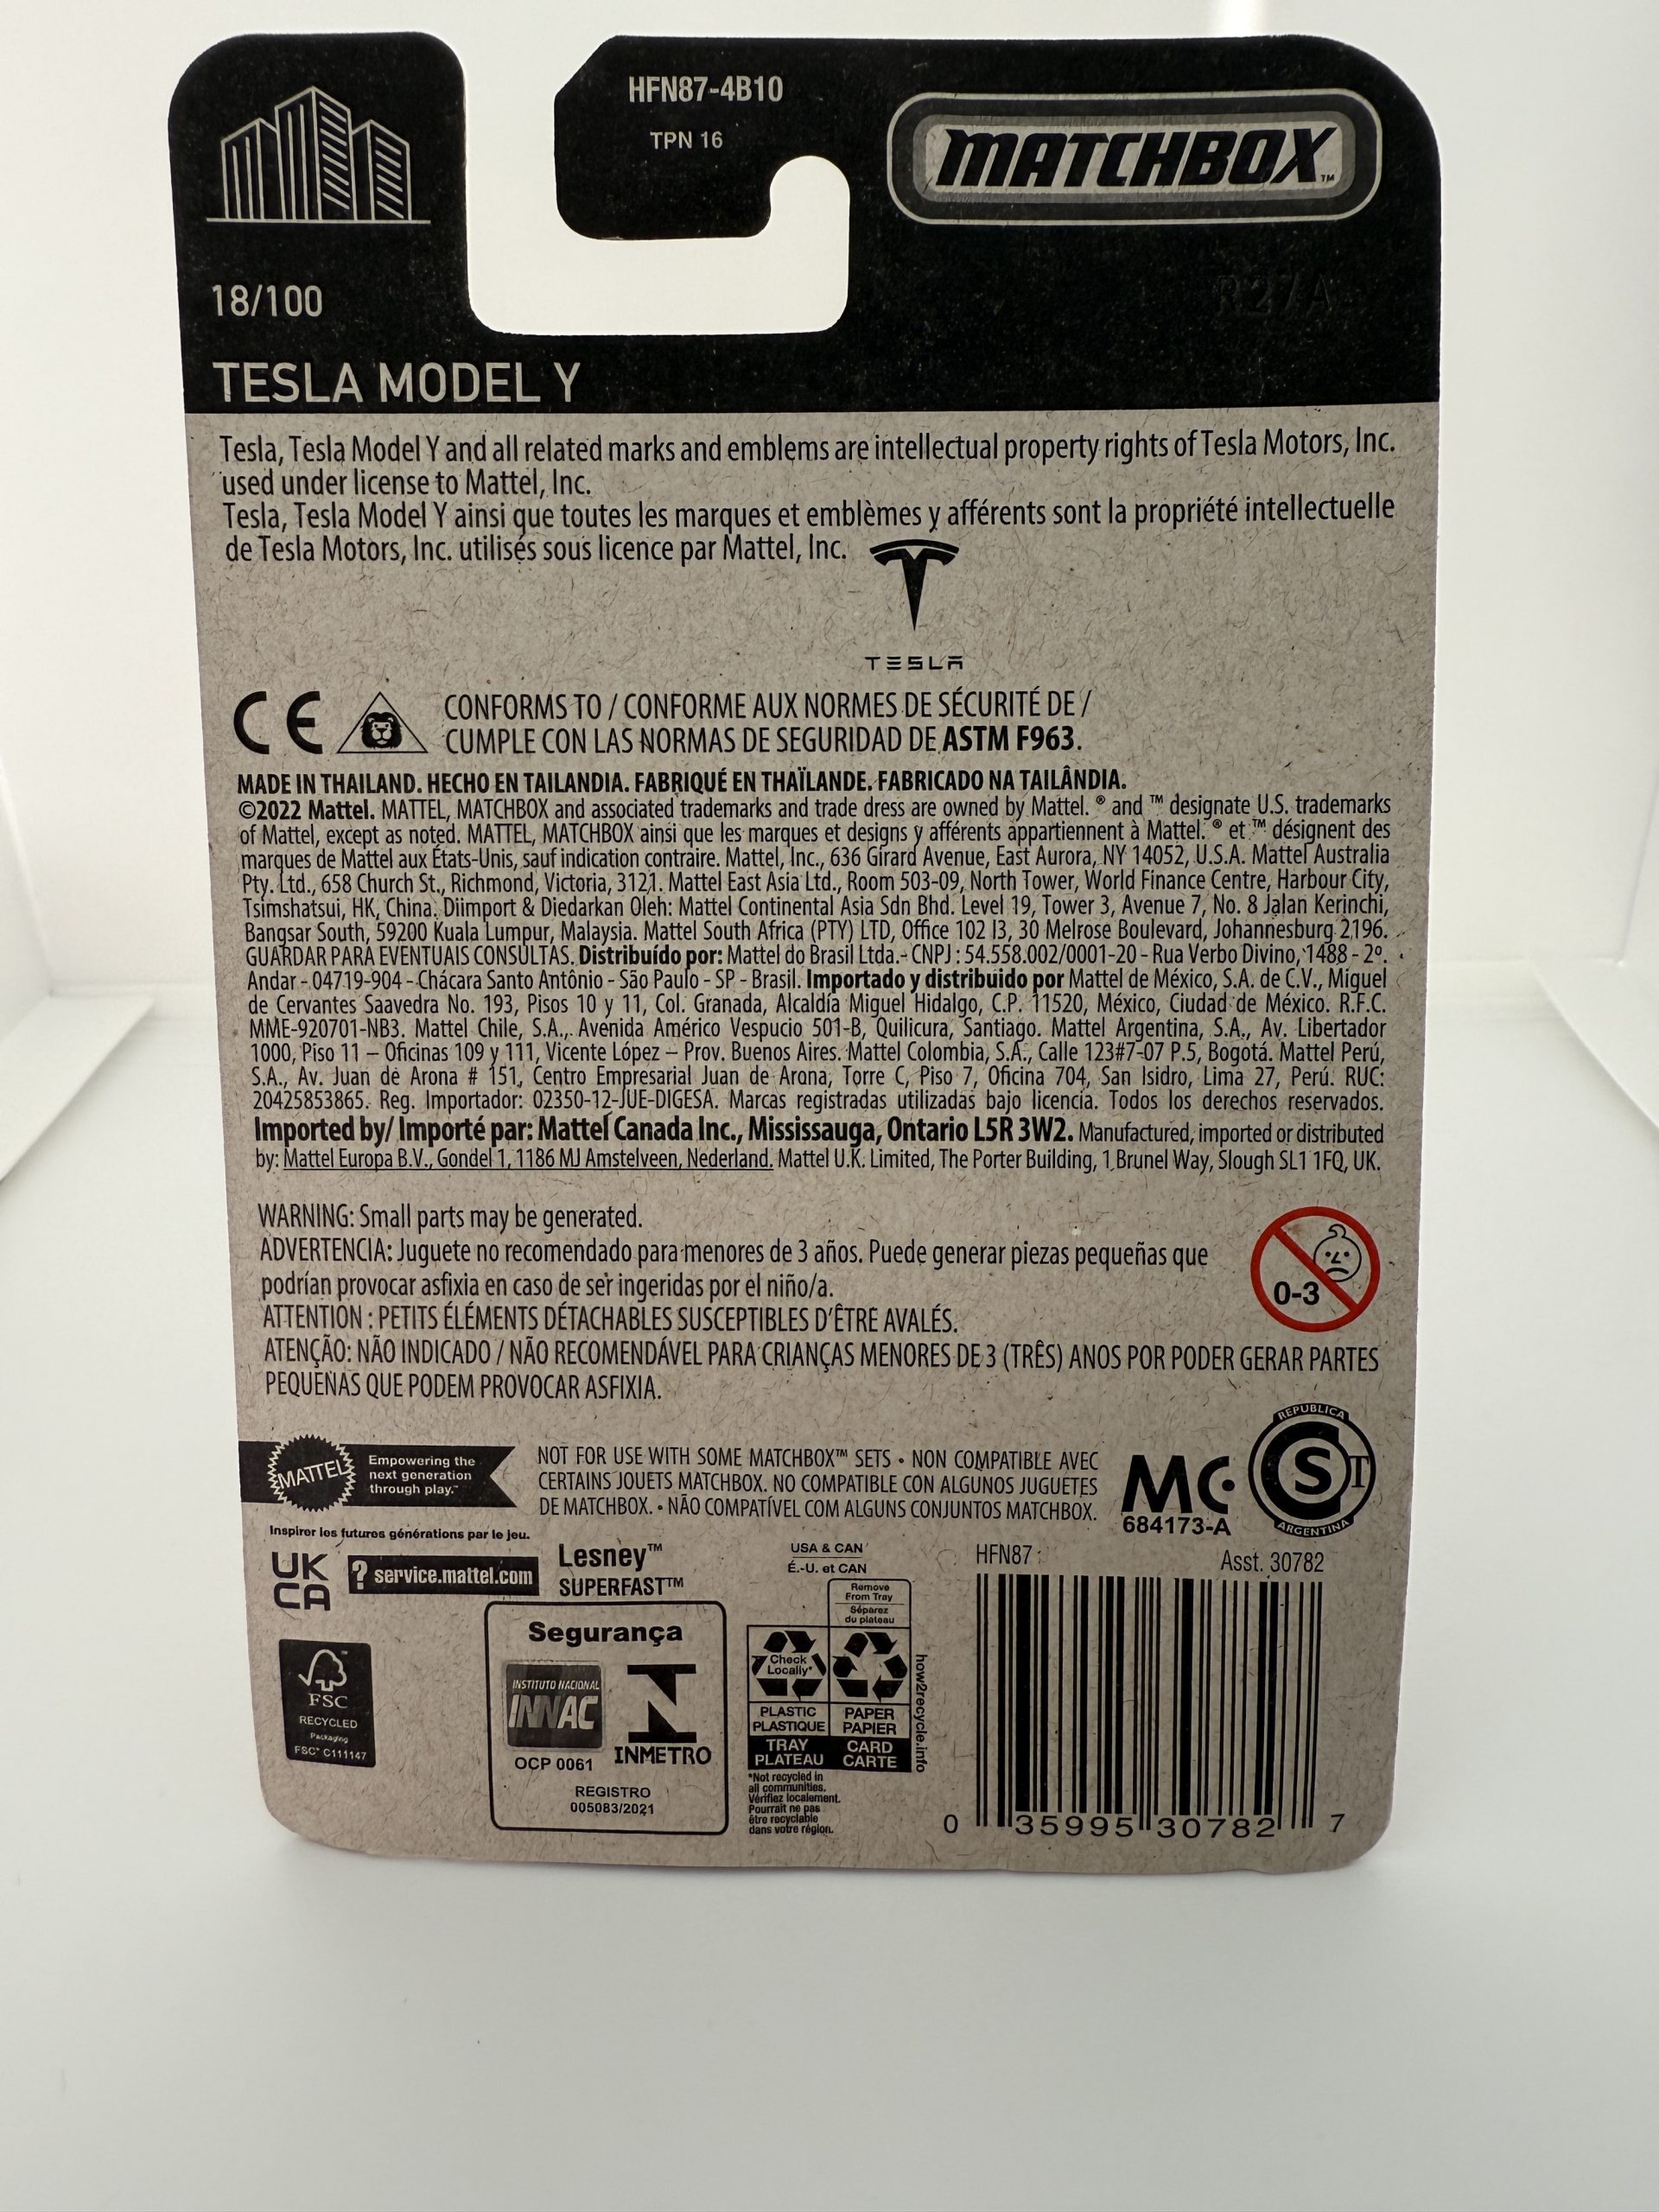 HFN87-4B10
TPN 16
MATCHBOX™
18/100
R27A
TESLA MODEL Y
Tesla, Tesla Model Y and all related marks and emblems are intellectual property rights of Tesla Motors, Inc.
used under license to Mattel, Inc.
Tesla, Tesla Model Y ainsi que toutes les marques et emblèmes y afférents sont la propriété intellectuelle
de Tesla Motors, Inc. utilisés sous licence par Mattel, Inc.
TESLA
CE
CONFORMS TO / CONFORME AUX NORMES DE SÉCURITÉ DE /
CUMPLE CON LAS NORMAS DE SEGURIDAD DE ASTM F963.
MADE IN THAILAND. HECHO EN TAILANDIA. FABRIQUÉ EN THAÏLANDE. FABRICADO NA TAILÂNDIA.
©2022 Mattel. MATTEL, MATCHBOX and associated trademarks and trade dress are owned by Mattel. ® and ™ designate U.S. trademarks
of Mattel, except as noted. MATTEL, MATCHBOX ainsi que les marques et designs y afférents appartiennent à Mattel. ® et ™ désignent des
marques de Mattel aux États-Unis, sauf indication contraire. Mattel, Inc., 636 Girard Avenue, East Aurora, NY 14052, U.S.A. Mattel Australia
Pty. Ltd., 658 Church St., Richmond, Victoria, 3121. Mattel East Asia Ltd., Room 503-09, North Tower, World Finance Centre, Harbour City,
Tsimshatsui, HK, China. Diimport & Diedarkan Oleh: Mattel Continental Asia Sdn Bhd. Level 19, Tower 3, Avenue 7, No. 8 Jalan Kerinchi,
Bangsar South, 59200 Kuala Lumpur, Malaysia. Mattel South Africa (PTY) LTD, Office 102 I3, 30 Melrose Boulevard, Johannesburg 2196.
GUARDAR PARA EVENTUAIS CONSULTAS. Distribuído por: Mattel do Brasil Ltda.- CNPJ : 54.558.002/0001-20 - Rua Verbo Divino, 1488 - 2º.
Andar - 04719-904 - Chácara Santo Antônio - São Paulo - SP - Brasil. Importado y distribuido por Mattel de México, S.A. de C.V., Miguel
de Cervantes Saavedra No. 193, Pisos 10 y 11, Col. Granada, Alcaldía Miguel Hidalgo, C.P. 11520, México, Ciudad de México. R.F.C.
MME-920701-NB3. Mattel Chile, S.A., Avenida Américo Vespucio 501-B, Quilicura, Santiago. Mattel Argentina, S.A., Av. Libertador
1000, Piso 11 – Oficinas 109 y 111, Vicente López – Prov. Buenos Aires. Mattel Colombia, S.A., Calle 123#7-07 P.5, Bogotá. Mattel Perú,
S.A., Av. Juan de Arona # 151, Centro Empresarial Juan de Arona, Torre C, Piso 7, Oficina 704, San Isidro, Lima 27, Perú. RUC:
20425853865. Reg. Importador: 02350-12-JUE-DIGESA. Marcas registradas utilizadas bajo licencia. Todos los derechos reservados.
Imported by/ Importé par: Mattel Canada Inc., Mississauga, Ontario L5R 3W2. Manufactured, imported or distributed
by: Mattel Europa B.V., Gondel 1, 1186 MJ Amstelveen, Nederland. Mattel U.K. Limited, The Porter Building, 1 Brunel Way, Slough SL1 1FQ, UK.
WARNING: Small parts may be generated.
ADVERTENCIA: Juguete no recomendado para menores de 3 años. Puede generar piezas pequeñas que
podrían provocar asfixia en caso de ser ingeridas por el niño/a.
ATTENTION : PETITS ÉLÉMENTS DÉTACHABLES SUSCEPTIBLES D'ÊTRE AVALÉS.
ATENÇÃO: NÃO INDICADO / NÃO RECOMENDÁVEL PARA CRIANÇAS MENORES DE 3 (TRÊS) ANOS POR PODER GERAR PARTES
PEQUENAS QUE PODEM PROVOCAR ASFIXIA.
0-3
MATTEL
Empowering the
next generation
through play.™
Inspirer les futures générations par le jeu.
NOT FOR USE WITH SOME MATCHBOX™ SETS • NON COMPATIBLE AVEC
CERTAINS JOUETS MATCHBOX. NO COMPATIBLE CON ALGUNOS JUGUETES
DE MATCHBOX. • NÃO COMPATÍVEL COM ALGUNS CONJUNTOS MATCHBOX.
MC
684173-A
REPUBLICA
S T
ARGENTINA
UK
CA
? service.mattel.com
Lesney™
SUPERFAST™
FSC
RECYCLED
Packaging
FSC® C111147
Segurança
INSTITUTO NACIONAL
INNAC
OCP 0061
INMETRO
REGISTRO
005083/2021
USA & CAN
É.-U. et CAN
Remove
From Tray
Séparez
du plateau
Check
Locally*
PLASTIC
PLASTIQUE
TRAY
PLATEAU
PAPER
PAPIER
CARD
CARTE
how2recycle.info
*Not recycled in
all communities.
Vérifiez localement.
Pourrait ne pas
être recyclable
dans votre région.
HFN87
Asst. 30782
0 35995 30782 7